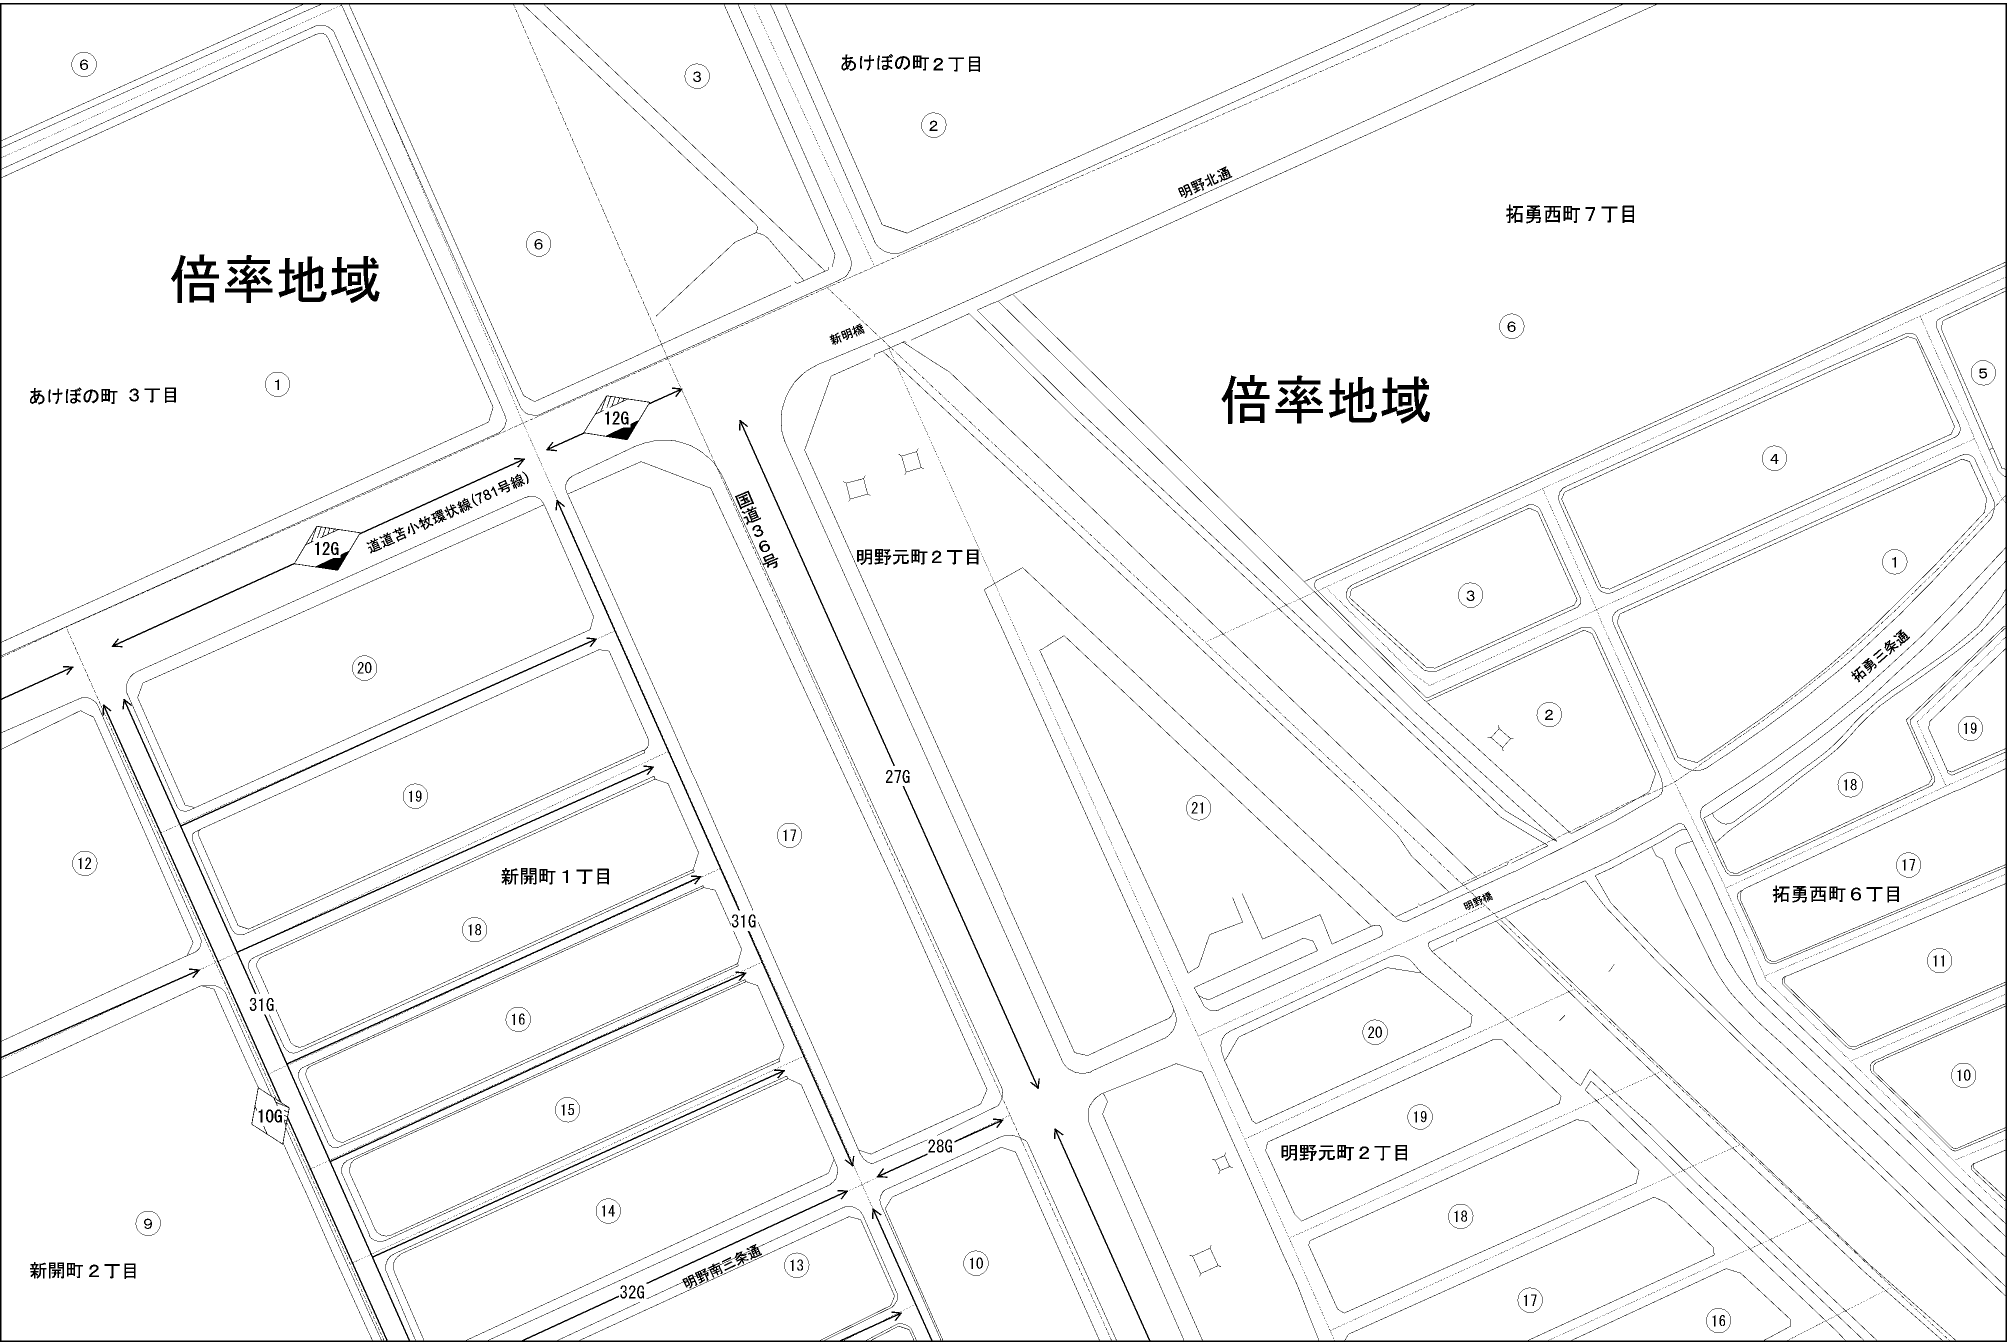 6
3
あけぼの町２丁目
2
明野北通
拓勇西町７丁目
6
倍率地域
新明橋
6
倍率地域
5
あけぼの町 ３丁目
1
12G
4
道道苫小牧環状線(781号線)
12G
国道３６号
明野元町２丁目
1
3
20
拓勇三条通
2
19
27G
19
18
21
17
12
新開町１丁目
17
拓勇西町６丁目
明野橋
31G
18
11
31G
16
20
10
15
10G
19
28G
明野元町２丁目
14
18
9
新開町２丁目
明野南三条通
13
10
32G
17
16